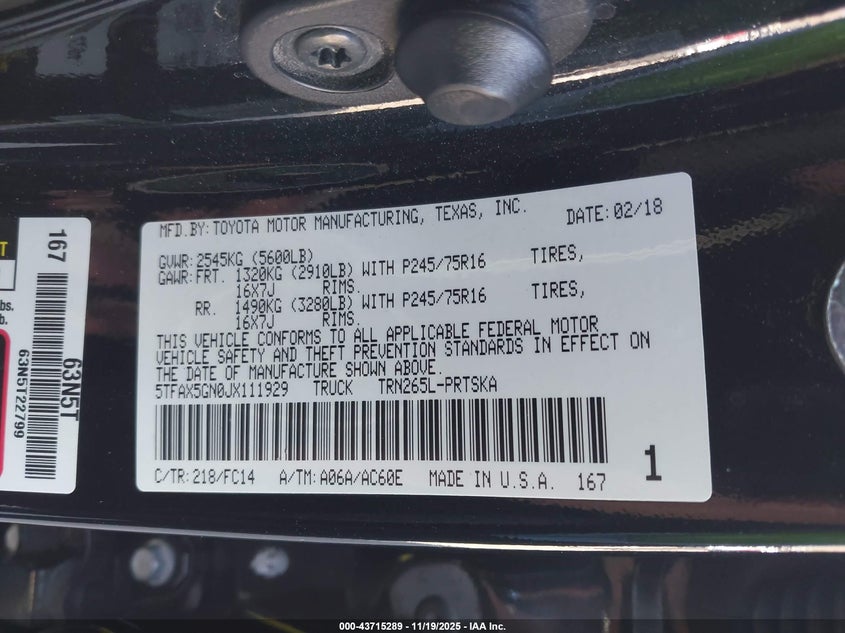 MFD.BY: TOYOTA MOTOR MANUFACTURING, TEXAS, INC. DATE: 02/18
GVWR: 2545KG (5600LB)
GAWR: FRT. 1320KG (2910LB) WITH P245/75R16 TIRES,
16X7J RIMS.
RR. 1490KG (3280LB) WITH P245/75R16 TIRES,
16X7J RIMS.
THIS VEHICLE CONFORMS TO ALL APPLICABLE FEDERAL MOTOR
VEHICLE SAFETY AND THEFT PREVENTION STANDARDS IN EFFECT ON
THE DATE OF MANUFACTURE SHOWN ABOVE.
5TFAX5GN0JX111929 TRUCK TRN265L-PRTSKA
C/TR: 218/FC14 A/TM: A06A/AC60E MADE IN U.S.A. 167
1
167
63N5T
63N5T22799
bs.
b.
000-43715289 - 11/19/2025 - IAA Inc.